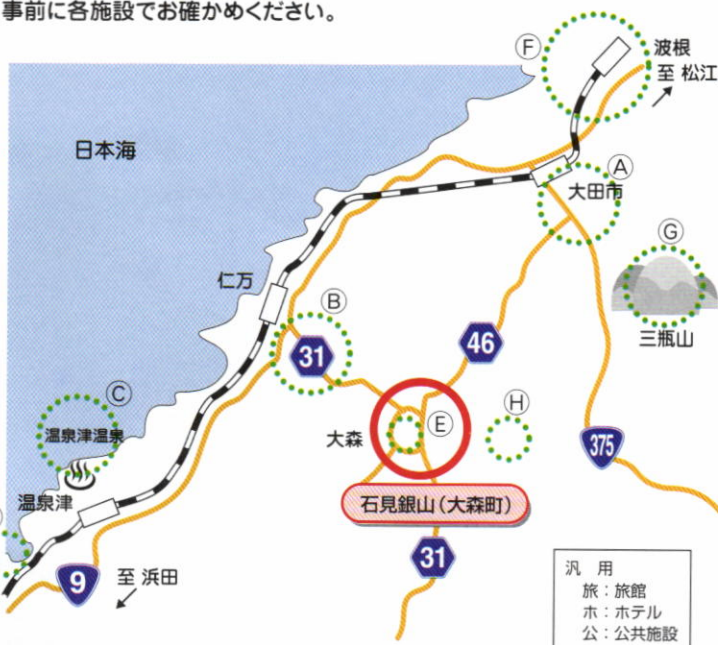 事前に各施設でお確かめください。
Ⓕ
波根
至 松江
日本海
Ⓐ
大田市
Ⓖ
三瓶山
仁万
Ⓑ
31
46
Ⓒ
温泉津温泉
大森
Ⓔ
Ⓗ
375
温泉津
石見銀山(大森町)
31
9
至 浜田
汎 用
旅:旅館
ホ:ホテル
公:公共施設